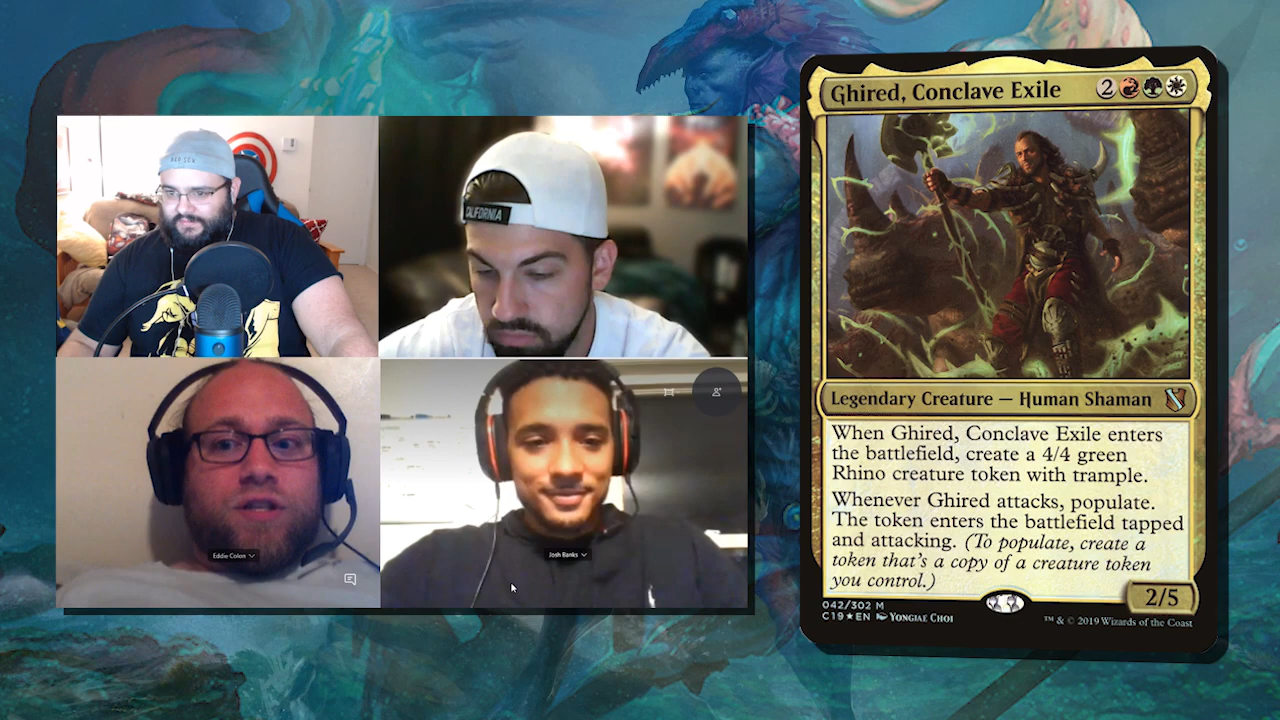 CALIFORNIA
Eddie Colon
Josh Banks
Ghired, Conclave Exile
2
Legendary Creature — Human Shaman
When Ghired, Conclave Exile enters
the battlefield, create a 4/4 green
Rhino creature token with trample.
Whenever Ghired attacks, populate.
The token enters the battlefield tapped
and attacking. (To populate, create a
token that's a copy of a creature token
you control.)
2/5
042/302 M
C19★EN Yongjae Choi
™ & © 2019 Wizards of the Coast